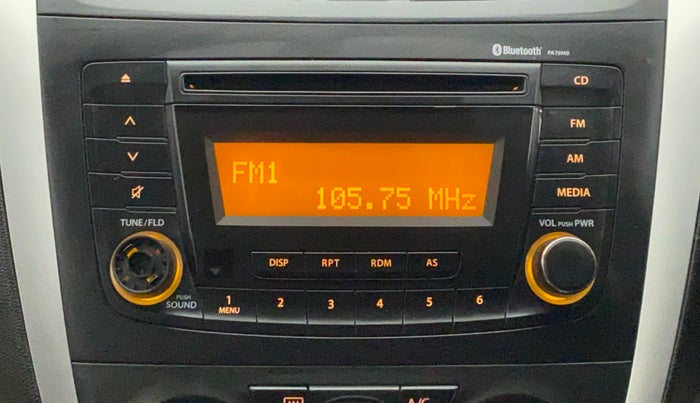 Bluetooth PA76M0
CD
FM
AM
MEDIA
FM1
105.75 MHz
TUNE/FLD
VOL PUSH PWR
DISP RPT RDM AS
PUSH
SOUND
1 2 3 4 5 6
MENU
A/C